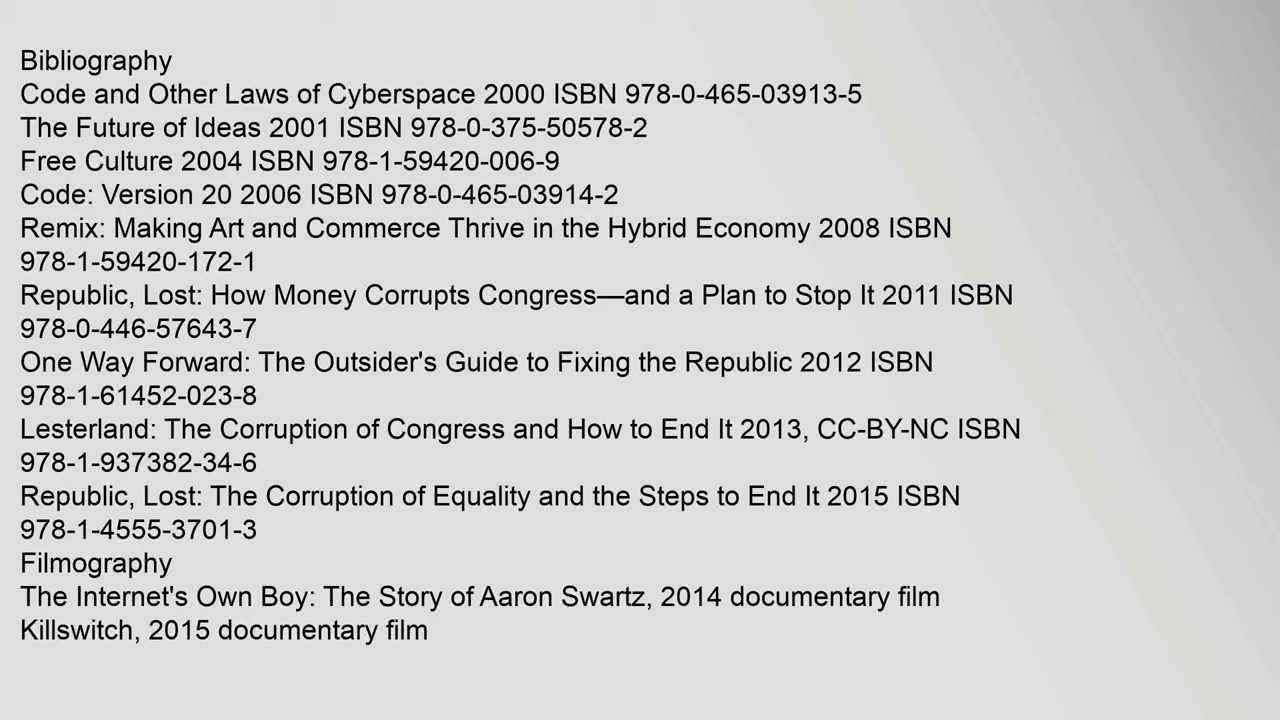 Bibliography
Code and Other Laws of Cyberspace 2000 ISBN 978-0-465-03913-5
The Future of Ideas 2001 ISBN 978-0-375-50578-2
Free Culture 2004 ISBN 978-1-59420-006-9
Code: Version 20 2006 ISBN 978-0-465-03914-2
Remix: Making Art and Commerce Thrive in the Hybrid Economy 2008 ISBN
978-1-59420-172-1
Republic, Lost: How Money Corrupts Congress—and a Plan to Stop It 2011 ISBN
978-0-446-57643-7
One Way Forward: The Outsider's Guide to Fixing the Republic 2012 ISBN
978-1-61452-023-8
Lesterland: The Corruption of Congress and How to End It 2013, CC-BY-NC ISBN
978-1-937382-34-6
Republic, Lost: The Corruption of Equality and the Steps to End It 2015 ISBN
978-1-4555-3701-3
Filmography
The Internet's Own Boy: The Story of Aaron Swartz, 2014 documentary film
Killswitch, 2015 documentary film